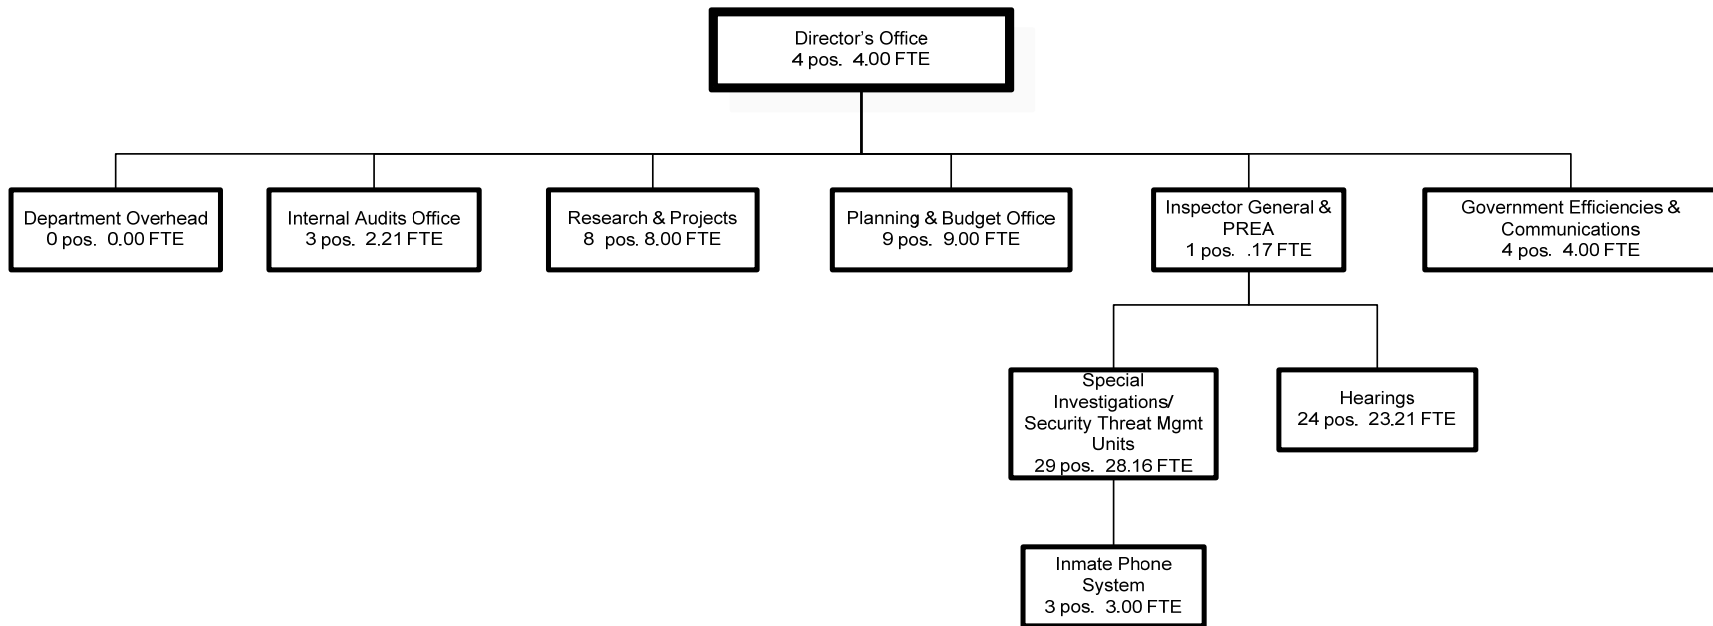 Director's Office
4 pos.  4.00 FTE
Department Overhead
0 pos.  0.00 FTE
Internal Audits Office
3 pos.  2.21 FTE
Research & Projects
8  pos. 8.00 FTE
Planning & Budget Office
9 pos.  9.00 FTE
Inspector General &
PREA
1 pos.  .17 FTE
Government Efficiencies &
Communications
4 pos.  4.00 FTE
Special
Investigations/
Security Threat Mgmt
Units
29 pos.  28.16 FTE
Hearings
24 pos.  23.21 FTE
Inmate Phone
System
3 pos.  3.00 FTE